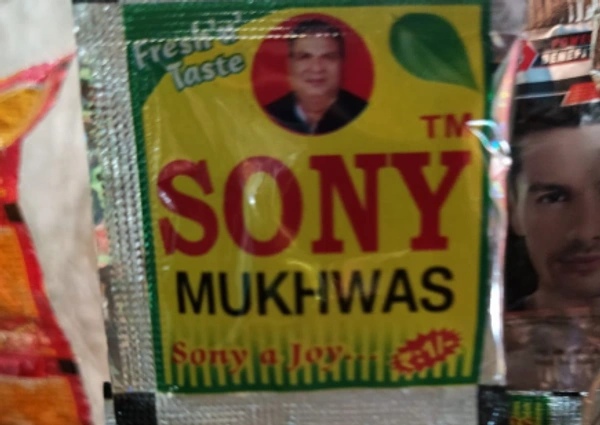 Fresh'n
Taste
TM
SONY
MUKHWAS
Sony a Joy....